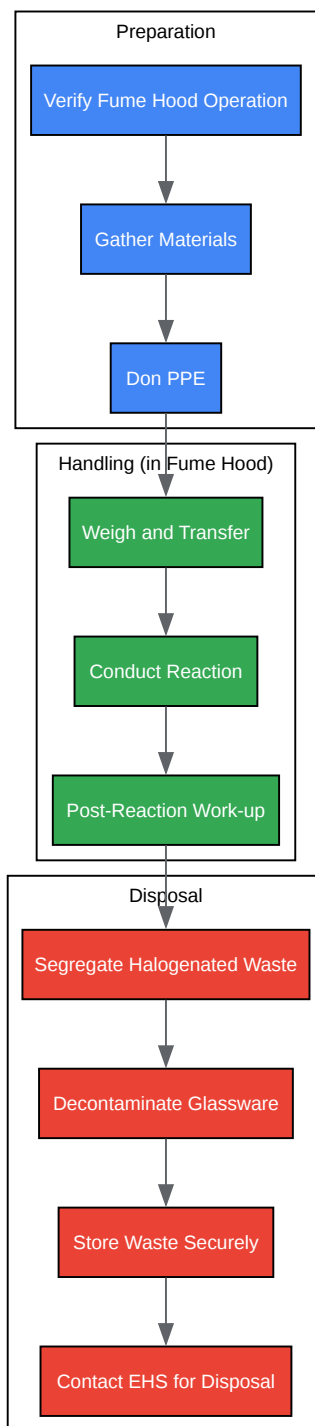 Preparation
Verify Fume Hood Operation
Gather Materials
Don PPE
Handling (in Fume Hood)
Weigh and Transfer
Conduct Reaction
Post-Reaction Work-up
Disposal
Segregate Halogenated Waste
Decontaminate Glassware
Store Waste Securely
Contact EHS for Disposal